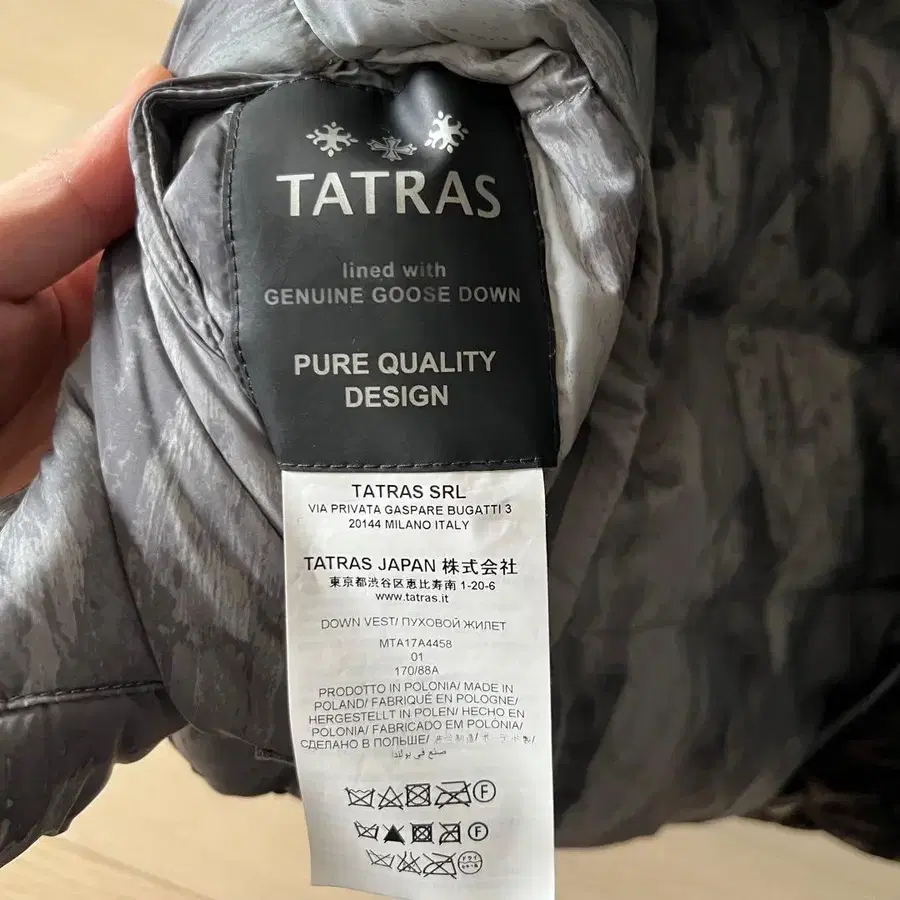 TATRAS
lined with
GENUINE GOOSE DOWN
PURE QUALITY
DESIGN
TATRAS SRL
VIA PRIVATA GASPARE BUGATTI 3
20144 MILANO ITALY
TATRAS JAPAN 株式会社
東京都渋谷区恵比寿南 1-20-6
www.tatras.it
DOWN VEST/ ПУХОВОЙ ЖИЛЕТ
MTA17A4458
01
170/88A
PRODOTTO IN POLONIA/ MADE IN
POLAND/ FABRIQUÉ EN POLOGNE/
HERGESTELLT IN POLEN/ HECHO EN
POLONIA/ FABRICADO EM POLÓNIA/
СДЕЛАНО В ПОЛЬШЕ/
صنع في بولندا
F
F
ドライ